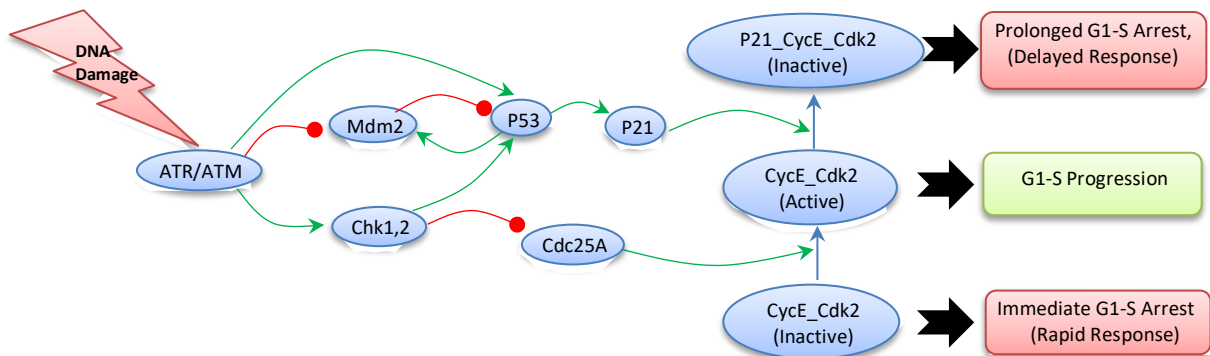 DNA
Damage
ATR/ATM
Mdm2
P53
P21
Chk1,2
Cdc25A
P21_CycE_Cdk2
(Inactive)
Prolonged G1-S Arrest,
(Delayed Response)
CycE_Cdk2
(Active)
G1-S Progression
CycE_Cdk2
(Inactive)
Immediate G1-S Arrest
(Rapid Response)